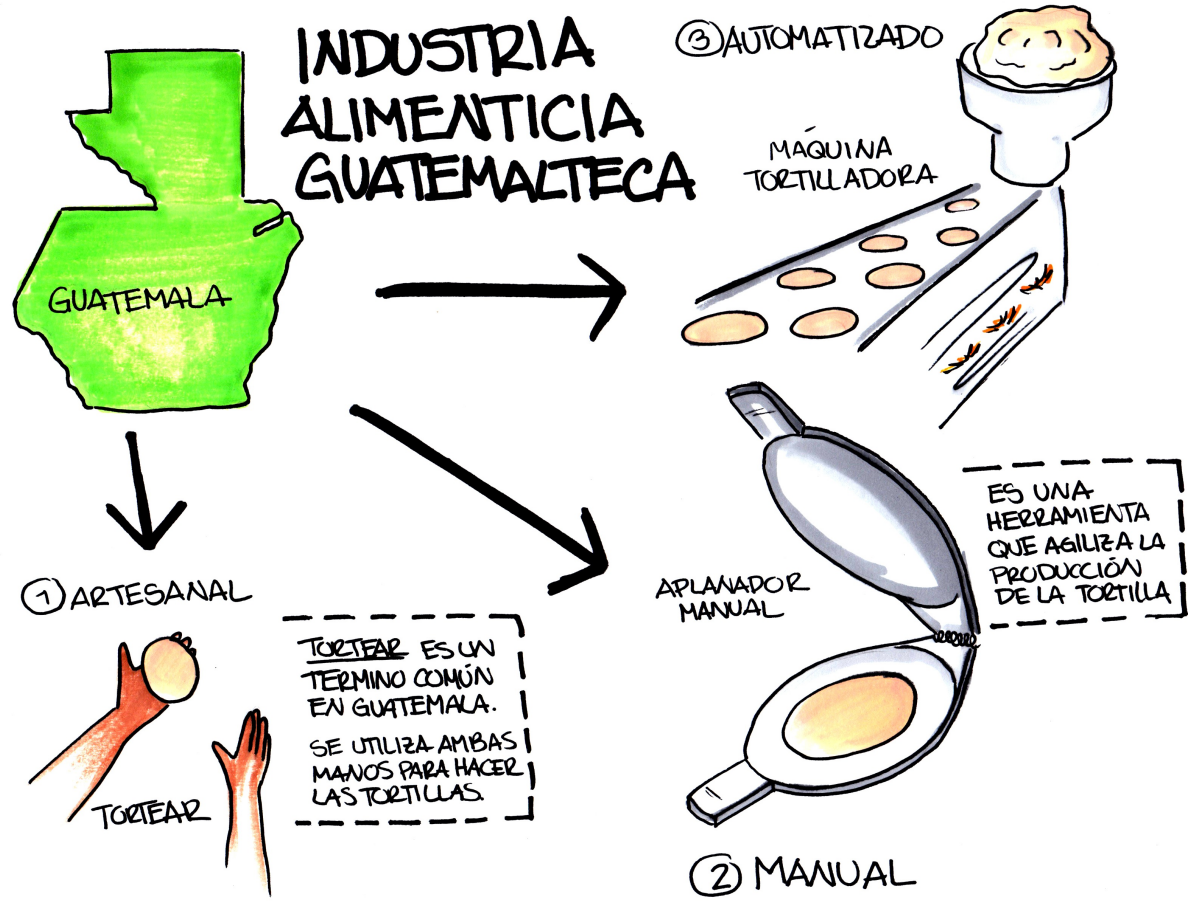 INDUSTRIA
ALIMENTICIA
GUATEMALTECA
GUATEMALA
1 ARTESANAL
TORTEAR
TORTEAR ES UN
TERMINO COMÚN
EN GUATEMALA.
SE UTILIZA AMBAS
MANOS PARA HACER
LAS TORTILLAS.
APLANADOR
MANUAL
ES UNA
HERRAMIENTA
QUE AGILIZA LA
PRODUCCIÓN
DE LA TORTILLA
2 MANUAL
3 AUTOMATIZADO
MÁQUINA
TORTILLADORA